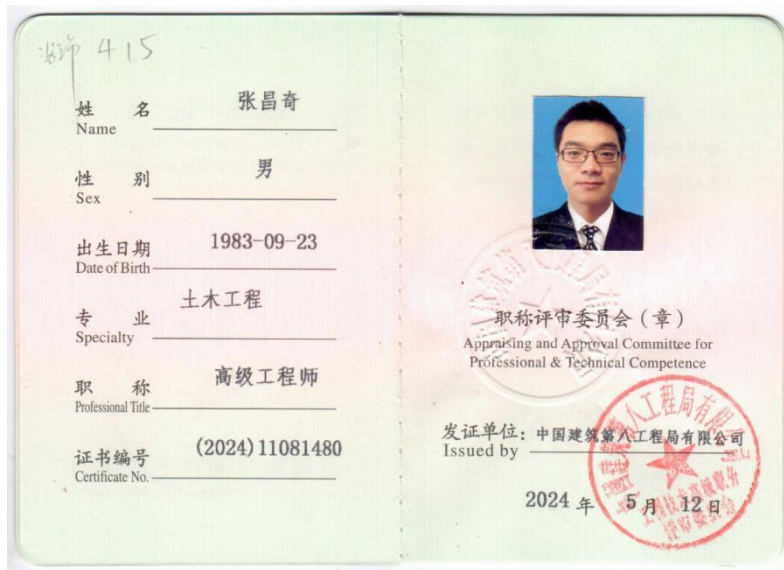 415
姓 名 张昌奇
Name
性 别 男
Sex
出生日期 1983-09-23
Date of Birth
专 业 土木工程
Specialty
职 称 高级工程师
Professional Title
证书编号 (2024)11081480
Certificate No.
职称评审委员会(章)
Appraising and Approval Committee for
Professional & Technical Competence
发证单位: 中国建筑第八工程局有限公司
Issued by
2024 年 5 月 12 日